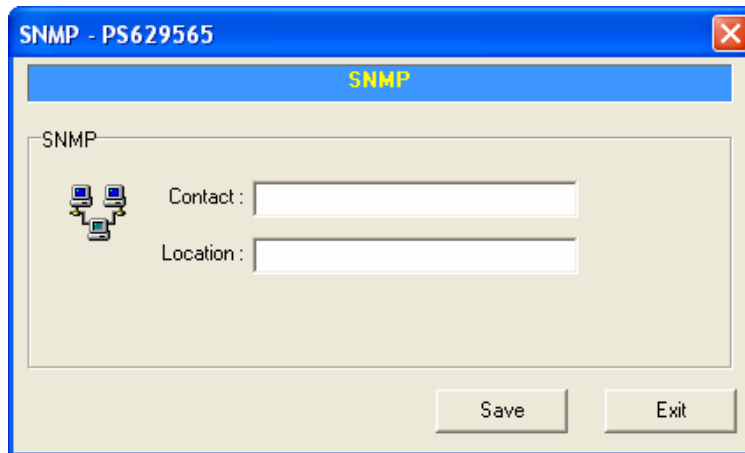 SNMP - PS629565
SNMP
SNMP
Contact :
Location :
Save
Exit